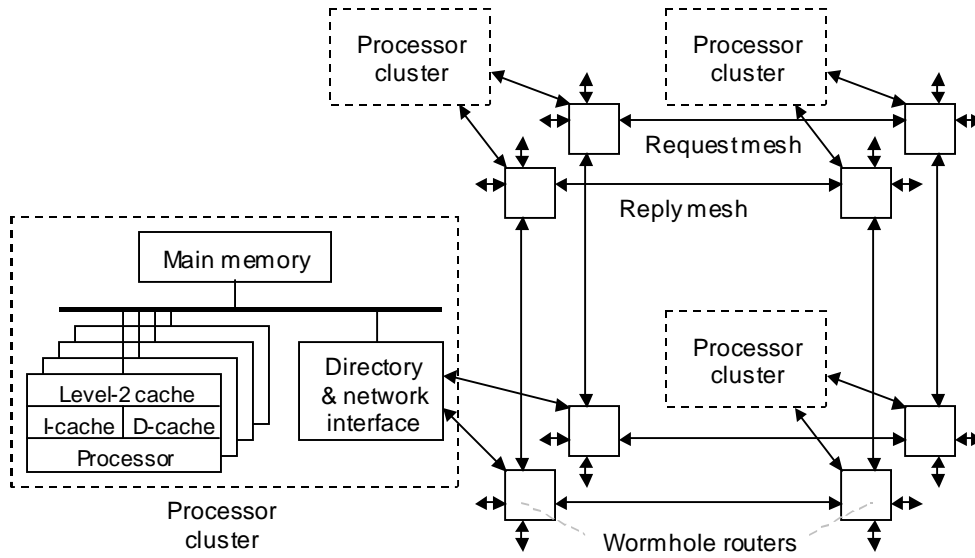 Processor
cluster
Processor
cluster
Request mesh
Reply mesh
Main memory
Processor
cluster
Directory
& network
interface
Level-2 cache
I-cache D-cache
Processor
Processor
cluster
Wormhole routers